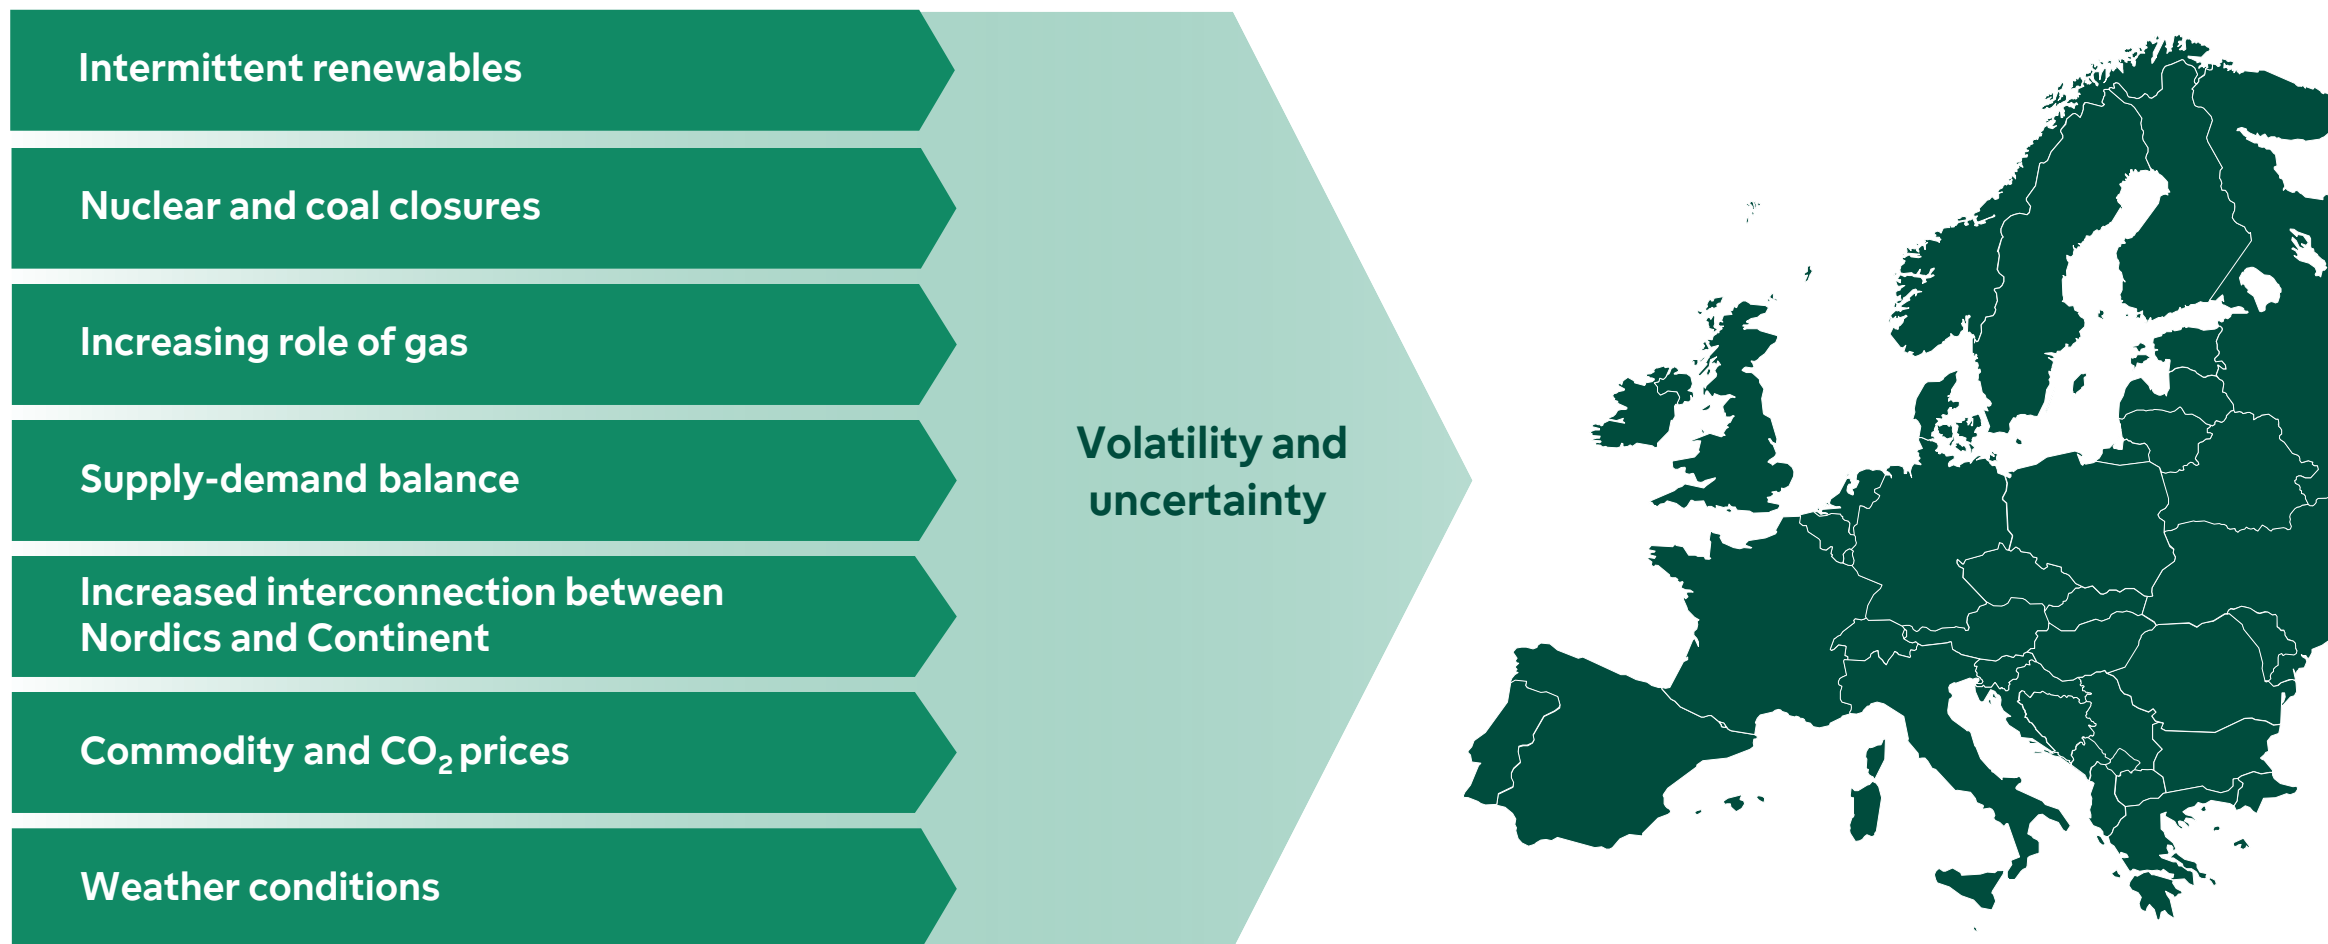 Intermittent renewables
Nuclear and coal closures
Increasing role of gas
Supply-demand balance
Increased interconnection between
Nordics and Continent
Commodity and CO₂ prices
Weather conditions
Volatility and
uncertainty